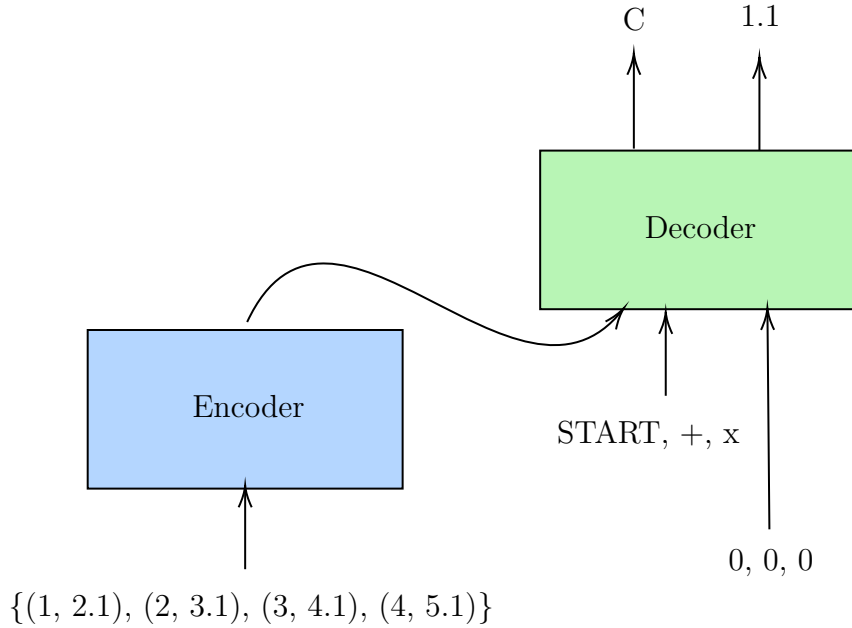 C
1.1
Decoder
Encoder
START, +, x
0, 0, 0
{(1, 2.1), (2, 3.1), (3, 4.1), (4, 5.1)}